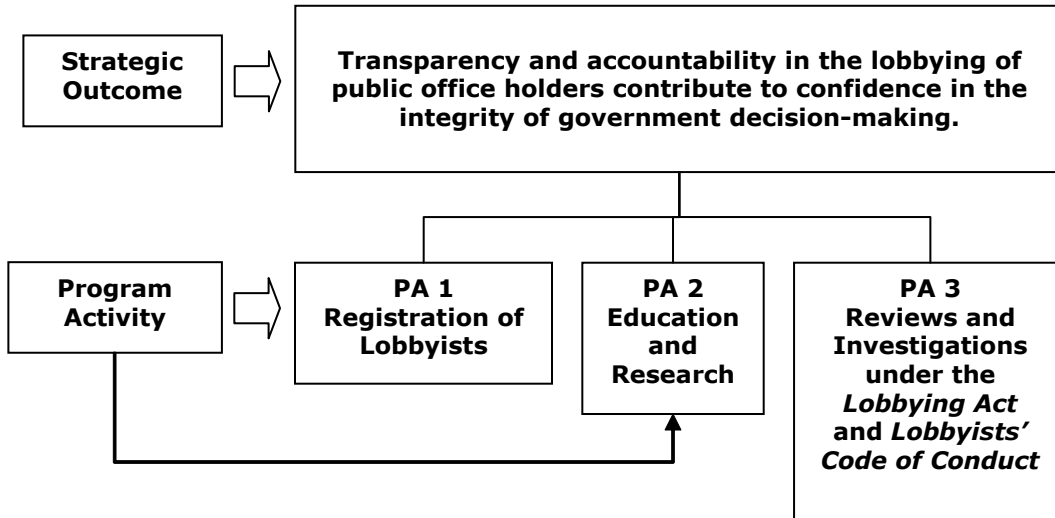 Strategic
Outcome
Transparency and accountability in the lobbying of
public office holders contribute to confidence in the
integrity of government decision-making.
Program
Activity
PA 1
Registration of
Lobbyists
PA 2
Education
and
Research
PA 3
Reviews and
Investigations
under the
Lobbying Act
and Lobbyists’
Code of Conduct